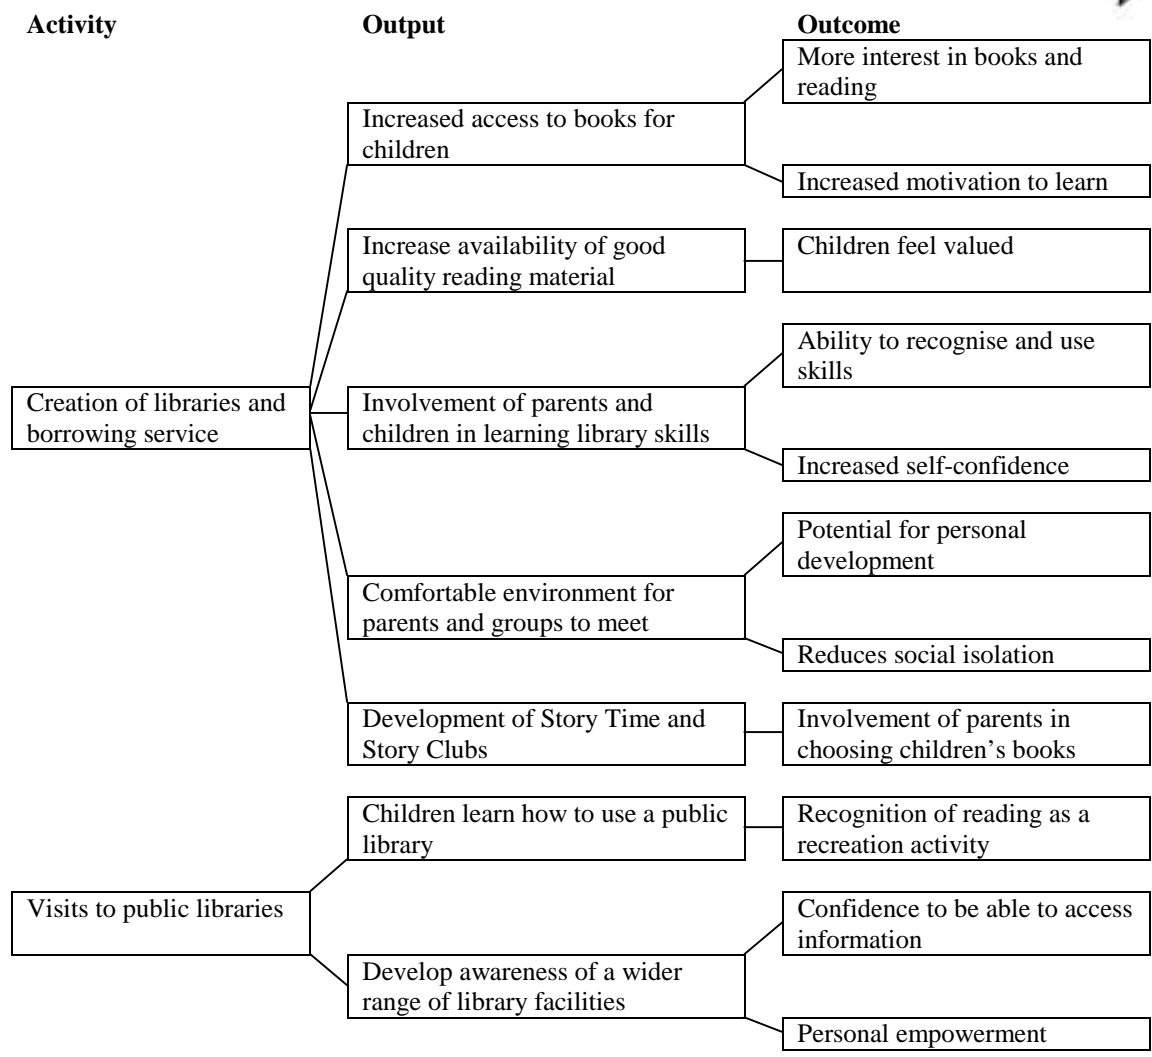 Activity
Output
Outcome
More interest in books and
reading
Increased access to books for
children
Increased motivation to learn
Increase availability of good
quality reading material
Children feel valued
Ability to recognise and use
skills
Creation of libraries and
borrowing service
Involvement of parents and
children in learning library skills
Increased self-confidence
Potential for personal
development
Comfortable environment for
parents and groups to meet
Reduces social isolation
Development of Story Time and
Story Clubs
Involvement of parents in
choosing children’s books
Children learn how to use a public
library
Recognition of reading as a
recreation activity
Visits to public libraries
Confidence to be able to access
information
Develop awareness of a wider
range of library facilities
Personal empowerment